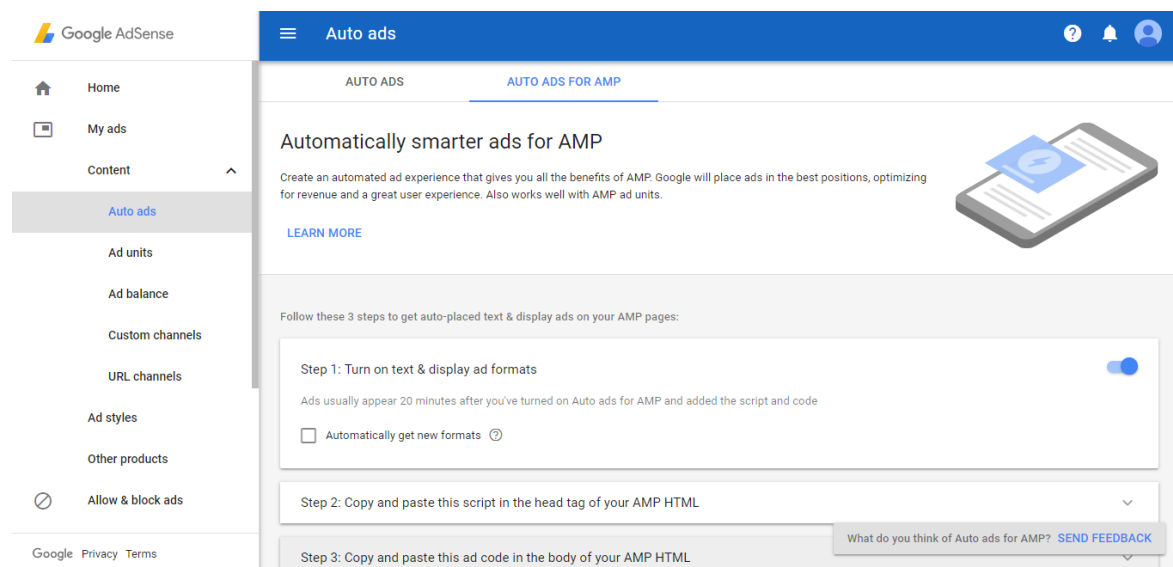 Google AdSense
Auto ads
Home
My ads
Content
Auto ads
Ad units
Ad balance
Custom channels
URL channels
Ad styles
Other products
Allow & block ads
Google Privacy Terms
AUTO ADS
AUTO ADS FOR AMP
Automatically smarter ads for AMP
Create an automated ad experience that gives you all the benefits of AMP. Google will place ads in the best positions, optimizing
for revenue and a great user experience. Also works well with AMP ad units.
LEARN MORE
Follow these 3 steps to get auto-placed text & display ads on your AMP pages:
Step 1: Turn on text & display ad formats
Ads usually appear 20 minutes after you've turned on Auto ads for AMP and added the script and code
Automatically get new formats
Step 2: Copy and paste this script in the head tag of your AMP HTML
What do you think of Auto ads for AMP? SEND FEEDBACK
Step 3: Copy and paste this ad code in the body of your AMP HTML